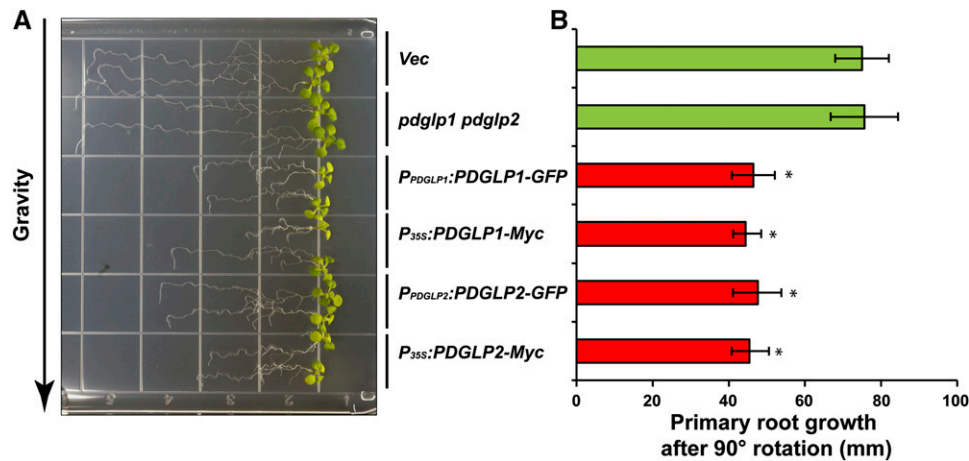 A
Gravity
Vec
pdglp1 pdglp2
PPDGLP1:PDGLP1-GFP
P35S:PDGLP1-Myc
PPDGLP2:PDGLP2-GFP
P35S:PDGLP2-Myc
B
*
*
*
*
0 20 40 60 80 100
Primary root growth
after 90° rotation (mm)